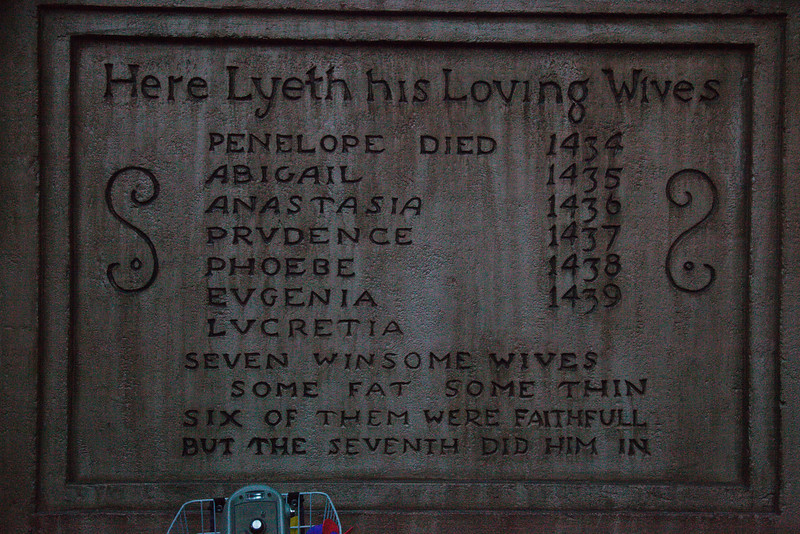 Here Lyeth his Loving Wives
PENELOPE DIED 1434
ABIGAIL 1435
ANASTASIA 1436
PRVDENCE 1437
PHOEBE 1438
EVGENIA 1439
LVCRETIA
SEVEN WINSOME WIVES
SOME FAT SOME THIN
SIX OF THEM WERE FAITHFULL
BUT THE SEVENTH DID HIM IN